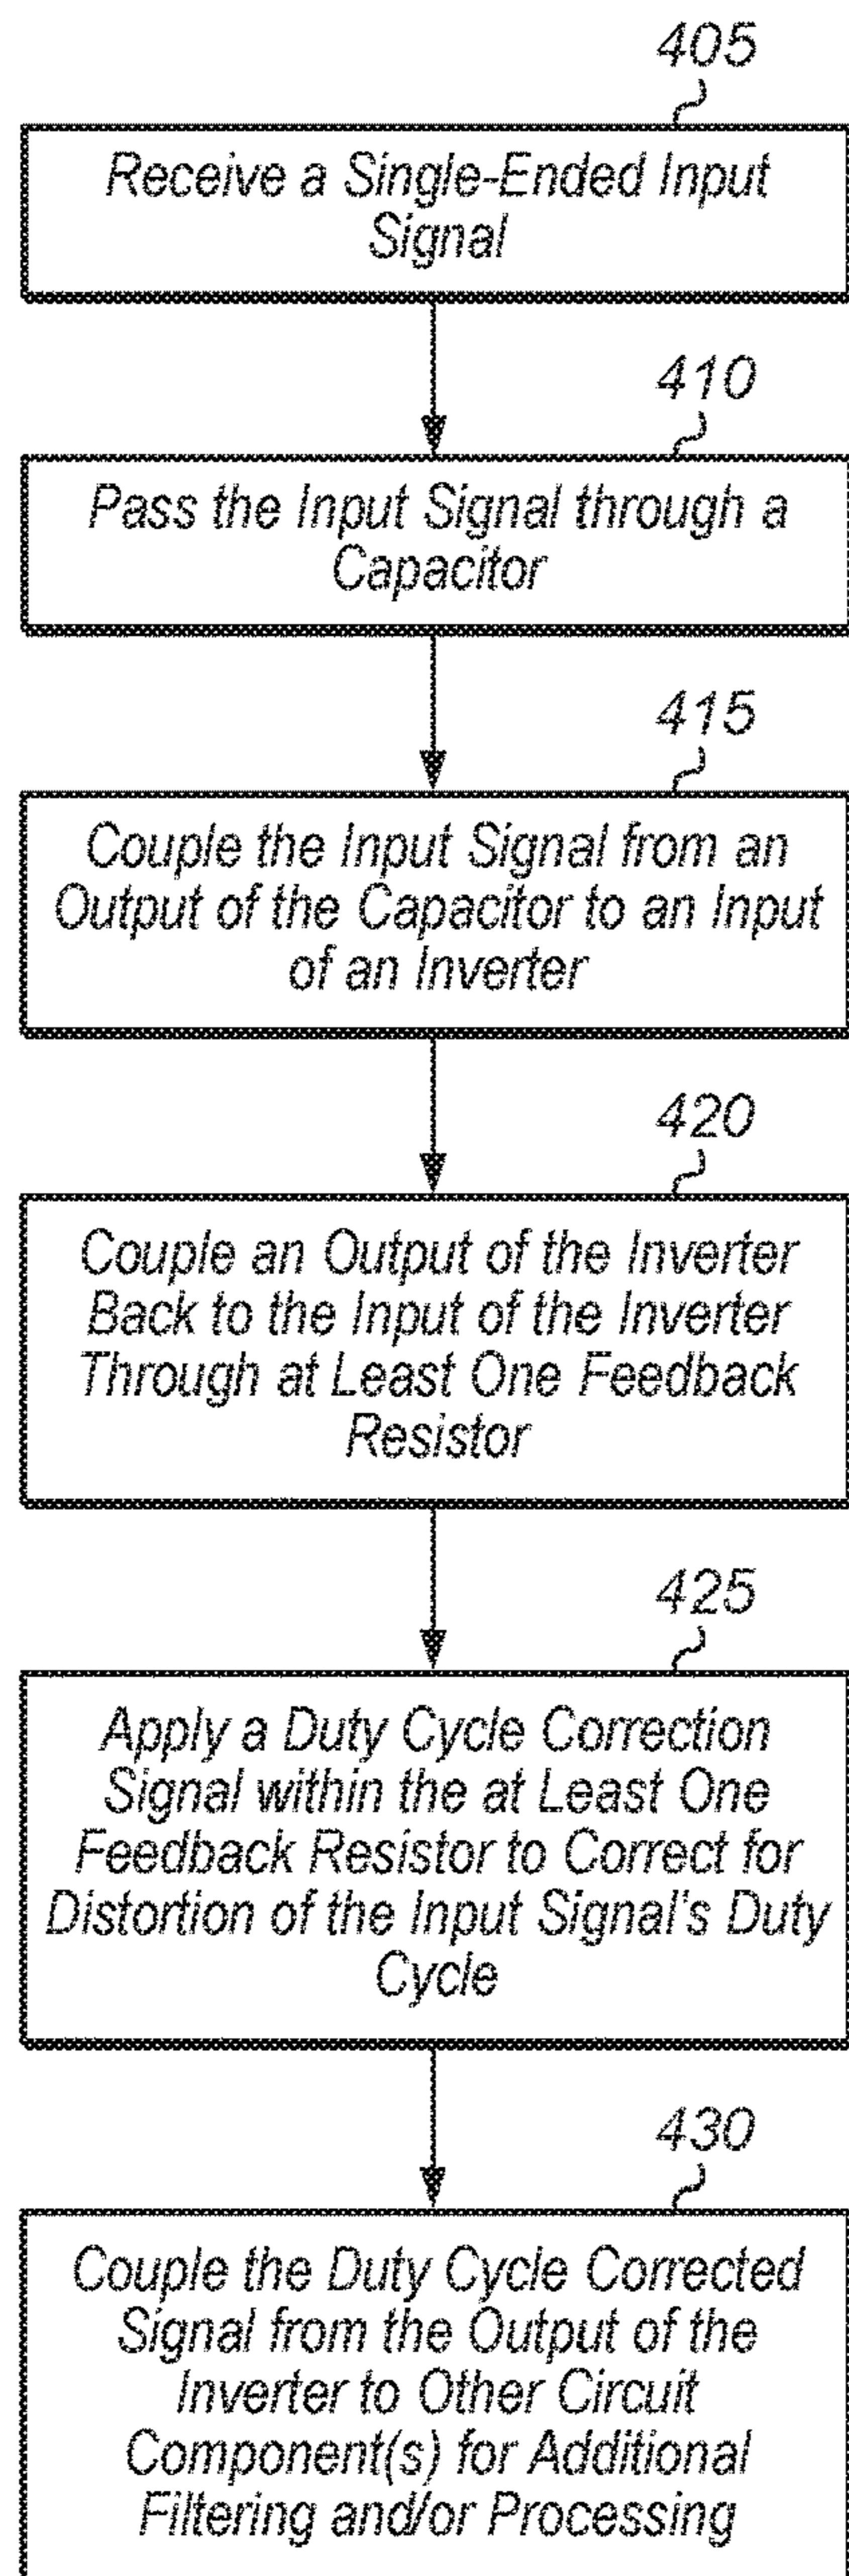 405
Receive a Single-Ended Input
Signal
410
Pass the Input Signal through a
Capacitor
415
Couple the Input Signal from an
Output of the Capacitor to an Input
of an Inverter
420
Couple an Output of the Inverter
Back to the Input of the Inverter
Through at Least One Feedback
Resistor
425
Apply a Duty Cycle Correction
Signal within the at Least One
Feedback Resistor to Correct for
Distortion of the Input Signal's Duty
Cycle
430
Couple the Duty Cycle Corrected
Signal from the Output of the
Inverter to Other Circuit
Component(s) for Additional
Filtering and/or Processing